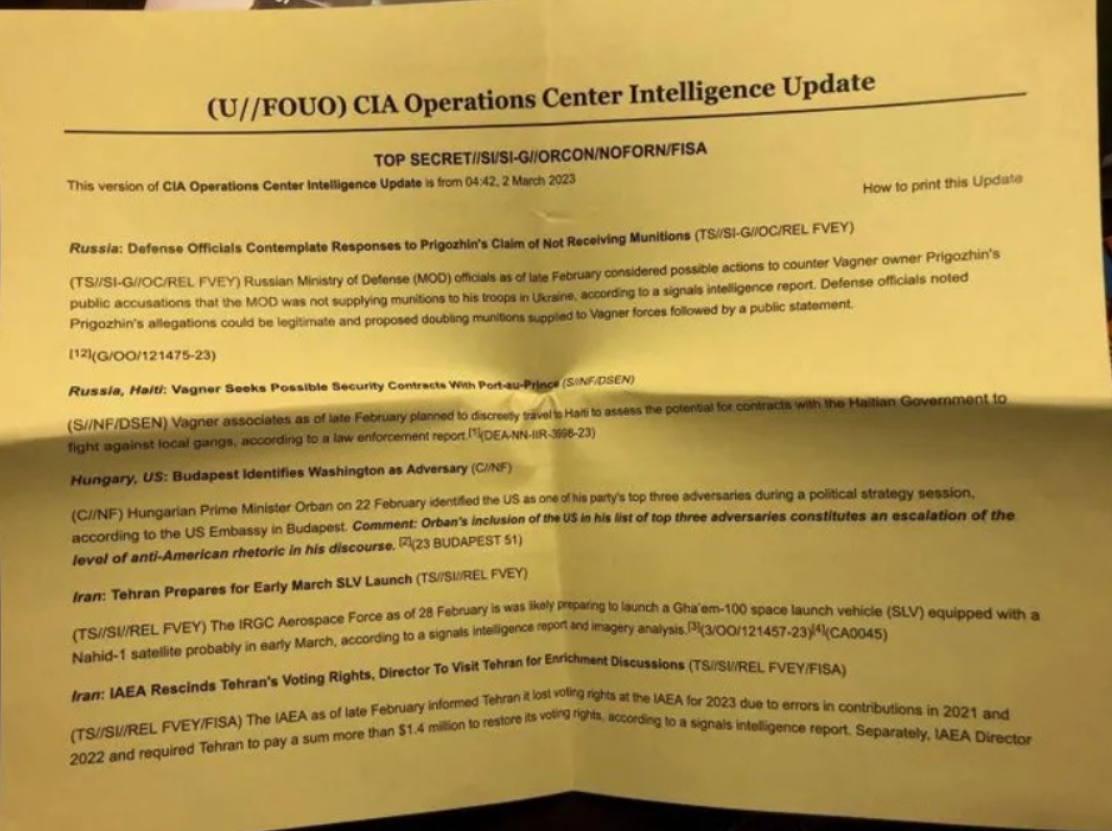 (U//FOUO) CIA Operations Center Intelligence Update
TOP SECRET//SI/SI-G//ORCON/NOFORN/FISA
This version of CIA Operations Center Intelligence Update is from 04:42, 2 March 2023
How to print this Update
Russia: Defense Officials Contemplate Responses to Prigozhin's Claim of Not Receiving Munitions (TS//SI-G//OC/REL FVEY)
(TS//SI-G//OC/REL FVEY) Russian Ministry of Defense (MOD) officials as of late February considered possible actions to counter Vagner owner Prigozhin's
public accusations that the MOD was not supplying munitions to his troops in Ukraine, according to a signals intelligence report. Defense officials noted
Prigozhin's allegations could be legitimate and proposed doubling munitions supplied to Vagner forces followed by a public statement.
[12](G/OO/121475-23)
Russia, Haiti: Vagner Seeks Possible Security Contracts With Port-au-Prince (S//NF/DSEN)
(S//NF/DSEN) Vagner associates as of late February planned to discreetly travel to Haiti to assess the potential for contracts with the Haitian Government to
fight against local gangs, according to a law enforcement report.[1](DEA-NN-IIR-3998-23)
Hungary, US: Budapest Identifies Washington as Adversary (C//NF)
(C//NF) Hungarian Prime Minister Orban on 22 February identified the US as one of his party's top three adversaries during a political strategy session,
according to the US Embassy in Budapest. Comment: Orban's inclusion of the US in his list of top three adversaries constitutes an escalation of the
level of anti-American rhetoric in his discourse. [2](23 BUDAPEST 51)
Iran: Tehran Prepares for Early March SLV Launch (TS//SI//REL FVEY)
(TS//SI//REL FVEY) The IRGC Aerospace Force as of 28 February is was likely preparing to launch a Gha'em-100 space launch vehicle (SLV) equipped with a
Nahid-1 satellite probably in early March, according to a signals intelligence report and imagery analysis.[3](3/OO/121457-23)[4](CA0045)
Iran: IAEA Rescinds Tehran's Voting Rights, Director To Visit Tehran for Enrichment Discussions (TS//SI//REL FVEY/FISA)
(TS//SI//REL FVEY/FISA) The IAEA as of late February informed Tehran it lost voting rights at the IAEA for 2023 due to errors in contributions in 2021 and
2022 and required Tehran to pay a sum more than $1.4 million to restore its voting rights, according to a signals intelligence report. Separately, IAEA Director